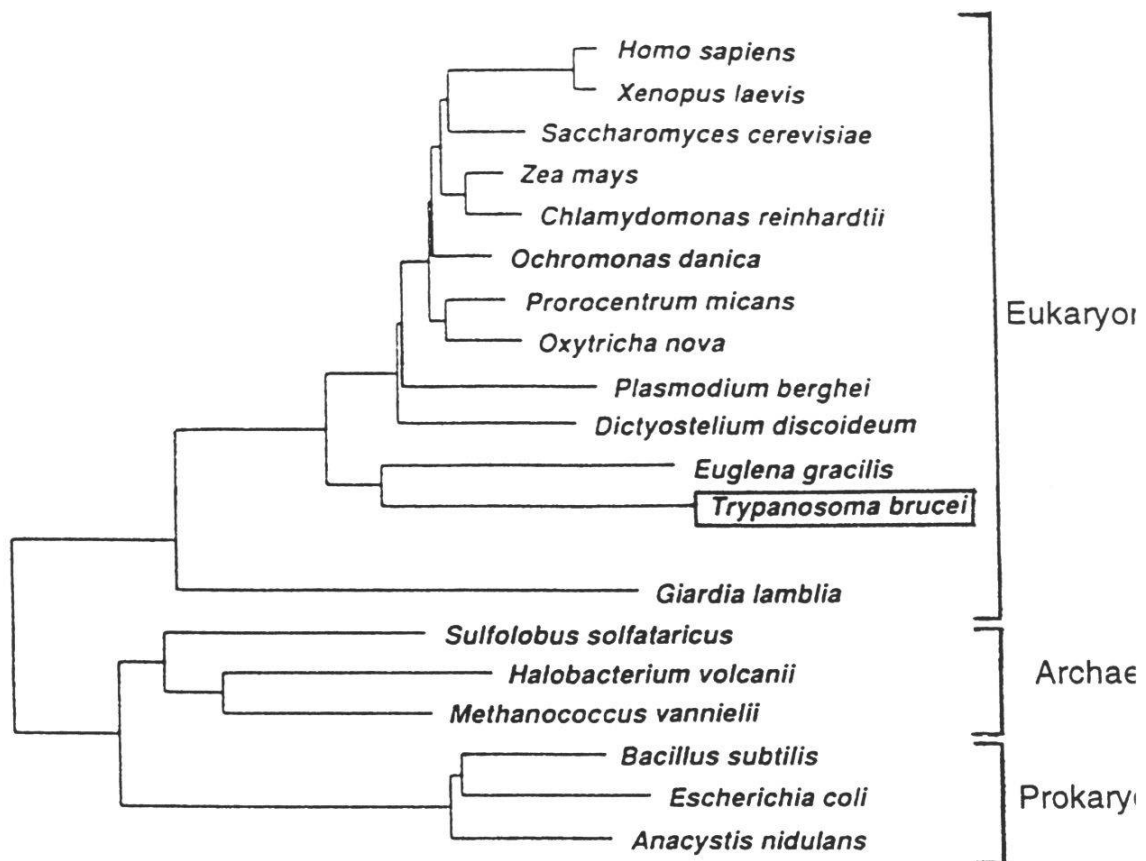 Homo sapiens
Xenopus laevis
Saccharomyces cerevisiae
Zea mays
Chlamydomonas reinhardtii
Ochromonas danica
Prorocentrum micans
Eukaryon
Oxytricha nova
Plasmodium berghei
Dictyostelium discoideum
Euglena gracilis
Trypanosoma brucei
Giardia lamblia
Sulfolobus solfataricus
Halobacterium volcanii
Archae
Methanococcus vannielii
Bacillus subtilis
Escherichia coli
Prokaryo
Anacystis nidulans